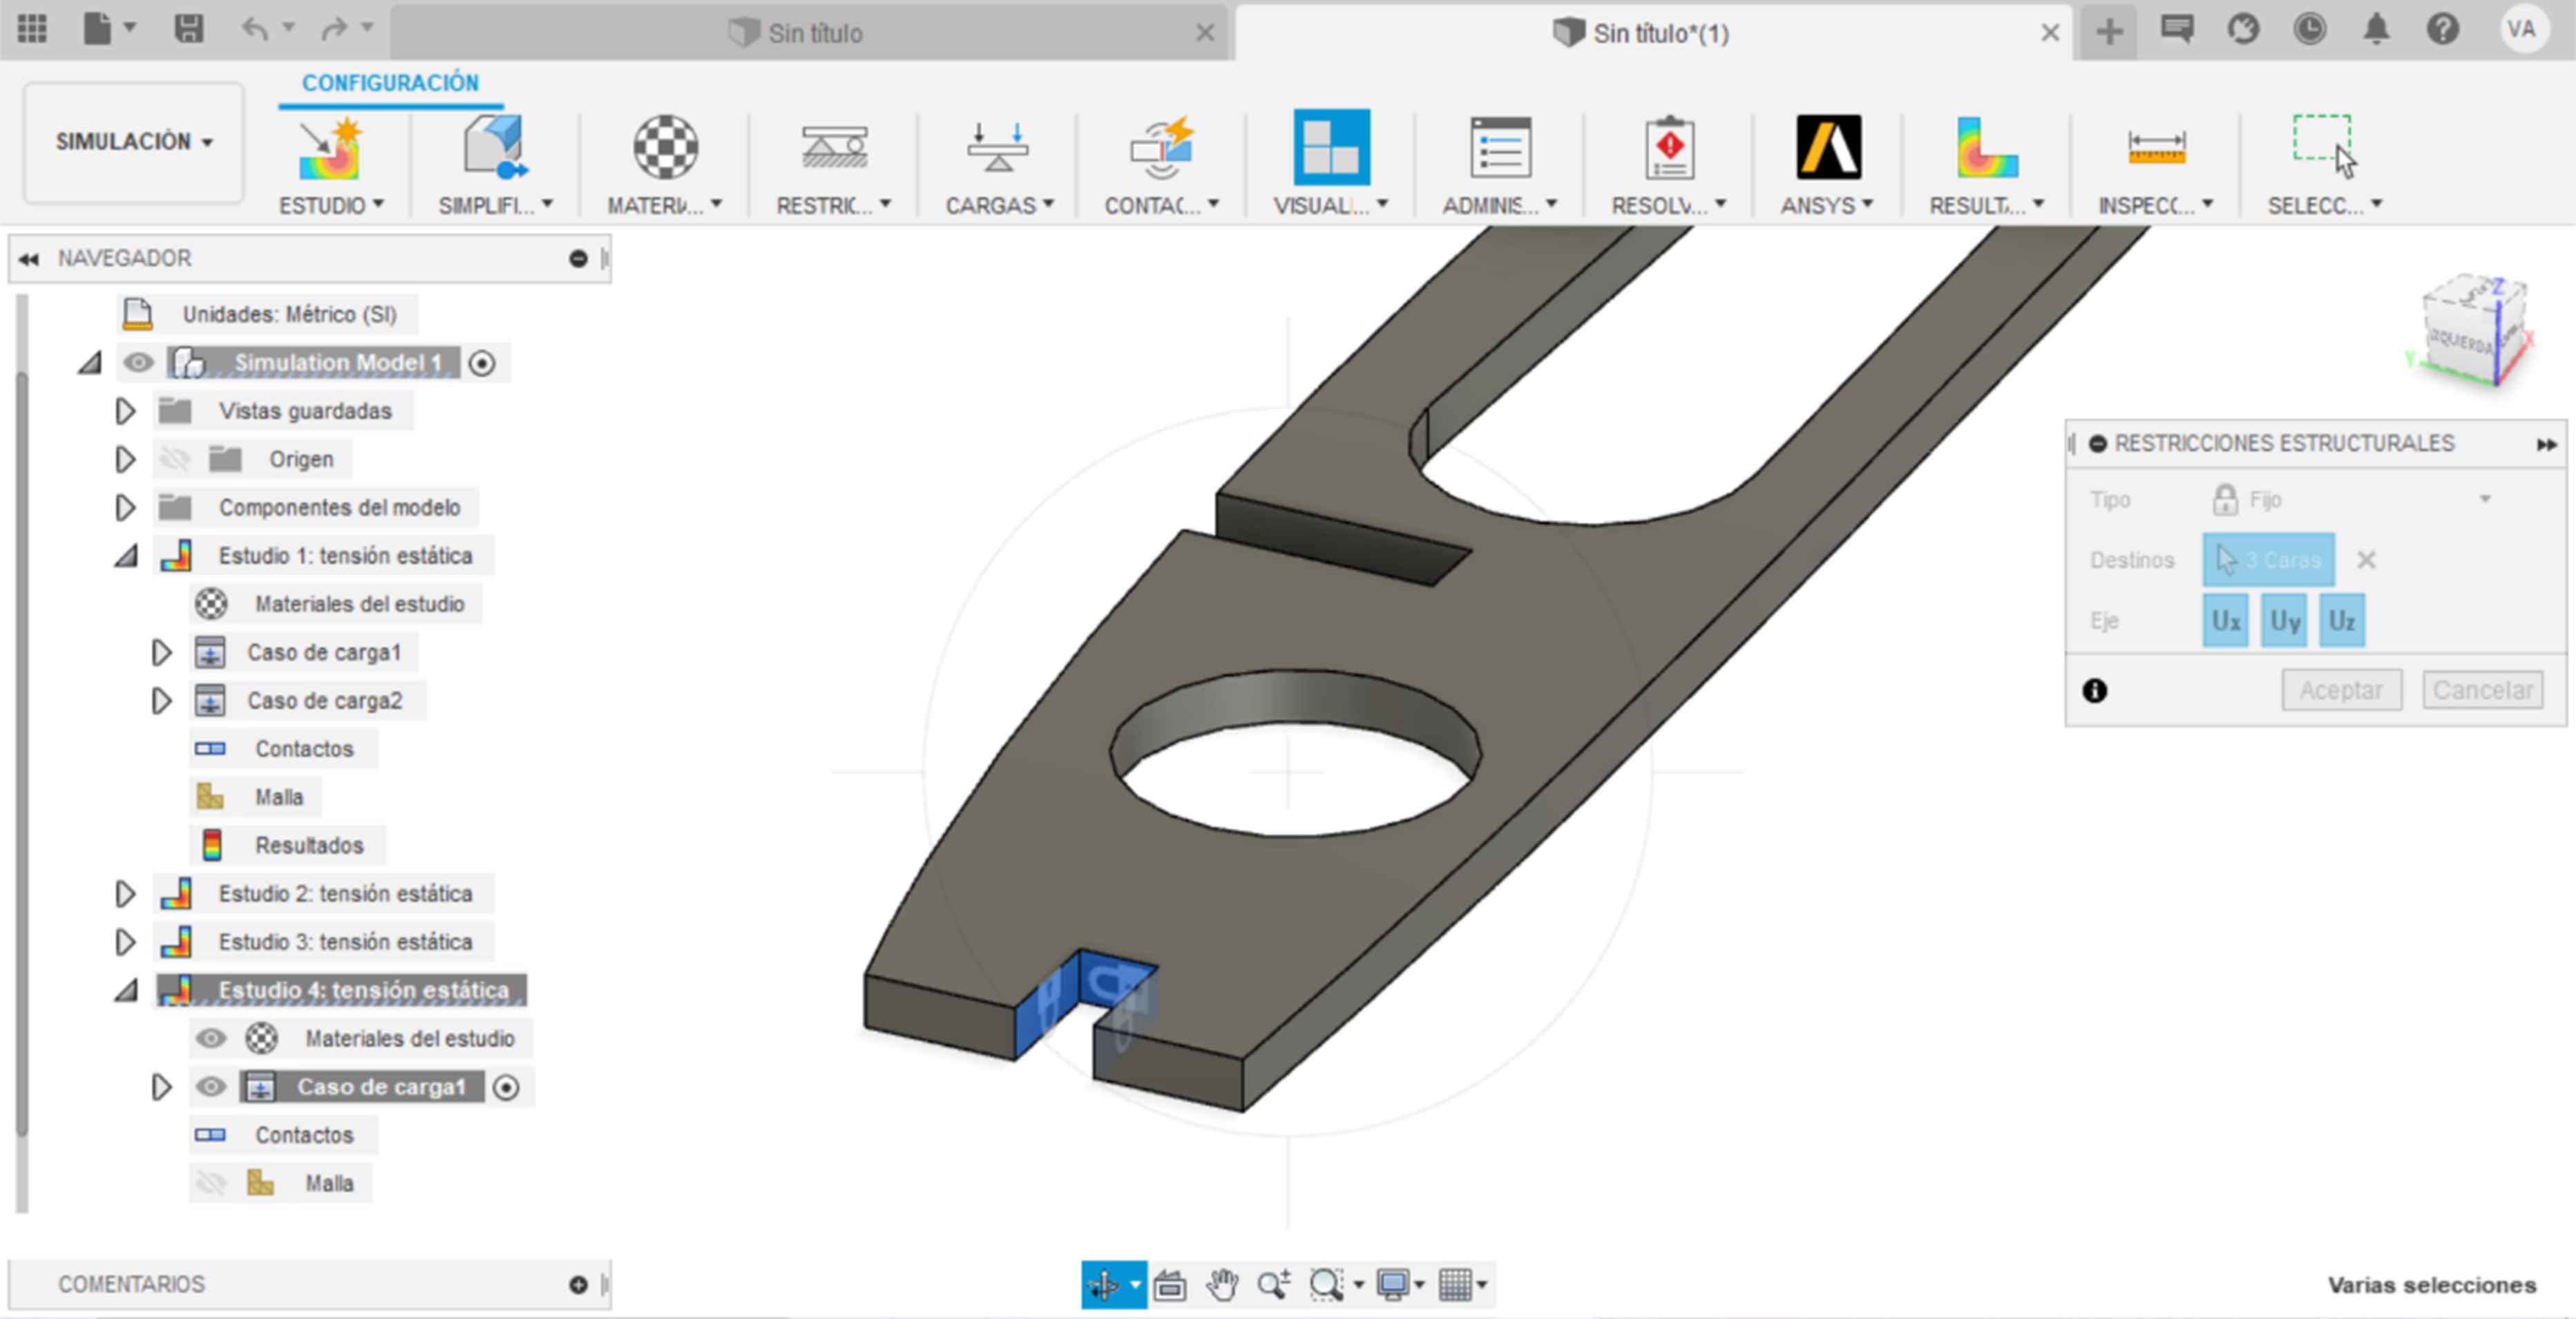 Sin título
Sin título*(1)
VA
SIMULACIÓN
CONFIGURACIÓN
ESTUDIO
SIMPLIFI...
MATERI...
RESTRIC...
CARGAS
CONTAC...
VISUALI...
ADMINIS...
RESOLV...
ANSYS
RESULT...
INSPECC...
SELECC...
NAVEGADOR
Unidades: Métrico (SI)
Simulation Model 1
Vistas guardadas
Origen
Componentes del modelo
Estudio 1: tensión estática
Materiales del estudio
Caso de carga1
Caso de carga2
Contactos
Malla
Resultados
Estudio 2: tensión estática
Estudio 3: tensión estática
Estudio 4: tensión estática
Materiales del estudio
Caso de carga1
Contactos
Malla
COMENTARIOS
Z
IZQUIERDA
X
Y
RESTRICCIONES ESTRUCTURALES
Tipo Fijo
Destinos 3 Caras
Eje Ux Uy Uz
Aceptar Cancelar
Varias selecciones